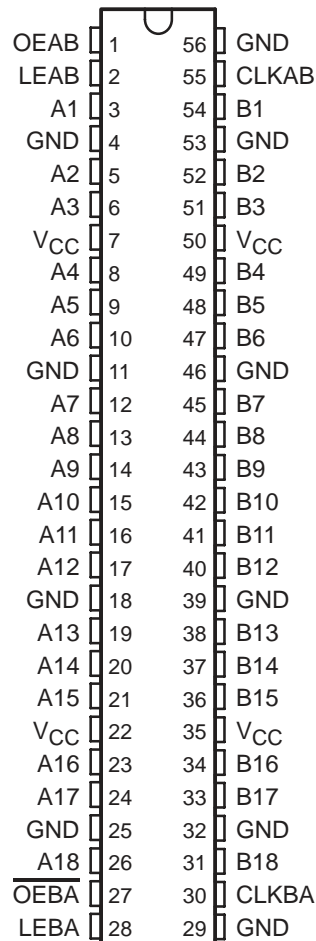 OEAB 1 56 GND
LEAB 2 55 CLKAB
A1 3 54 B1
GND 4 53 GND
A2 5 52 B2
A3 6 51 B3
VCC 7 50 VCC
A4 8 49 B4
A5 9 48 B5
A6 10 47 B6
GND 11 46 GND
A7 12 45 B7
A8 13 44 B8
A9 14 43 B9
A10 15 42 B10
A11 16 41 B11
A12 17 40 B12
GND 18 39 GND
A13 19 38 B13
A14 20 37 B14
A15 21 36 B15
VCC 22 35 VCC
A16 23 34 B16
A17 24 33 B17
GND 25 32 GND
A18 26 31 B18
OEBA 27 30 CLKBA
LEBA 28 29 GND